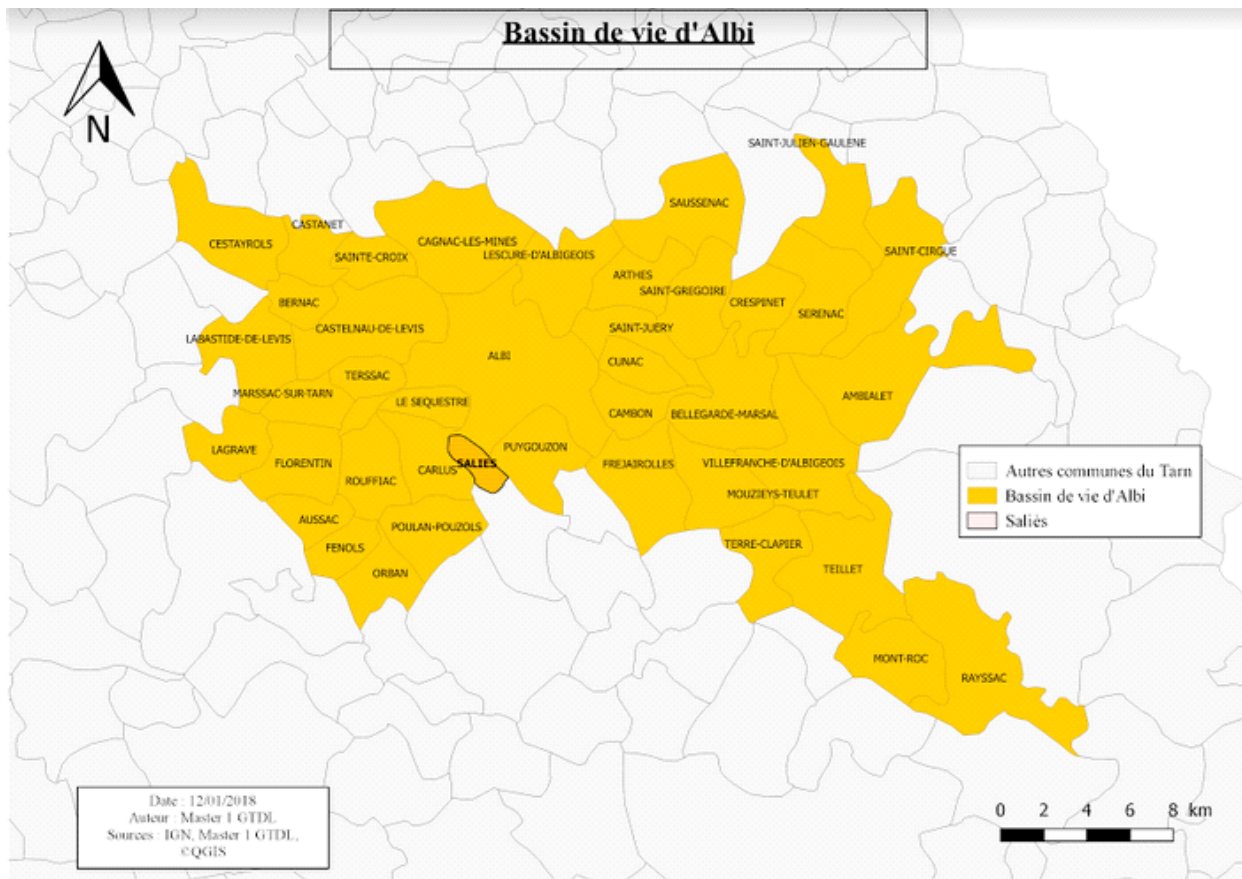 Bassin de vie d'Albi
N
SAINT-JULIEN-GAULENE
SAUSSENAC
CASTANET
CESTAYROLS
SAINTE-CROIX
CAGNAC-LES-MINES
LESCURE-D'ALBIGEOIS
SAINT-CIRGUE
ARTHES
SAINT-GREGOIRE
CRESPINET
SERENAC
BERNAC
CASTELNAU-DE-LEVIS
SAINT-JUERY
LABASTIDE-DE-LEVIS
ALBI
CUNAC
TERSSAC
MARSSAC-SUR-TARN
LE SEQUESTRE
AMBIALET
CAMBON
BELLEGARDE-MARSAL
LAGRAVE
PUYGOUZON
FLORENTIN
CARLUS
SALIES
FREJAIROLLES
VILLEFRANCHE-D'ALBIGEOIS
ROUFFIAC
MOUZIEYS-TEULET
AUSSAC
POULAN-POUZOLS
FENOLS
TERRE-CLAPIER
ORBAN
TEILLET
MONT-ROC
RAYSSAC
Autres communes du Tarn
Bassin de vie d'Albi
Saliès
Date : 12/01/2018
Auteur : Master 1 GTDL
Sources : IGN, Master 1 GTDL,
©QGIS
0 2 4 6 8 km